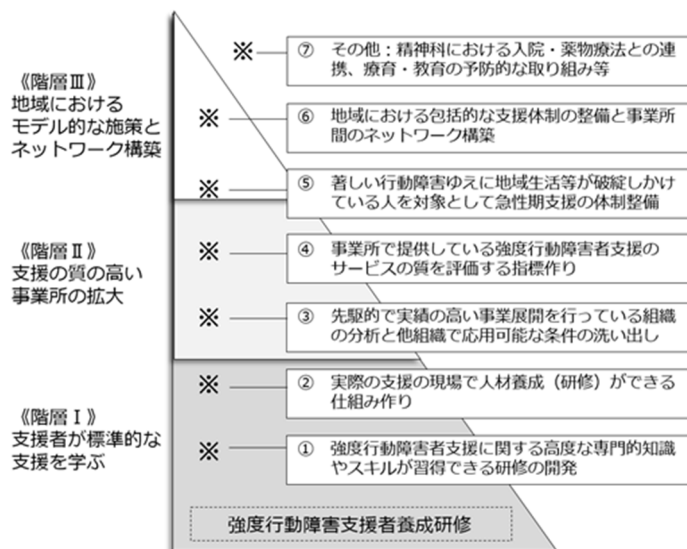 ※ ⑦ その他：精神科における入院・薬物療法との連
携、療育・教育の予防的な取り組み等
《階層Ⅲ》
地域における
モデル的な施策と
ネットワーク構築
※ ⑥ 地域における包括的な支援体制の整備と事業所
間のネットワーク構築
※ ⑤ 著しい行動障害ゆえに地域生活等が破綻しかけ
ている人を対象として急性期支援の体制整備
《階層Ⅱ》
支援の質の高い
事業所の拡大
※ ④ 事業所で提供している強度行動障害者支援の
サービスの質を評価する指標作り
※ ③ 先駆的で実績の高い事業展開を行っている組織
の分析と他組織で応用可能な条件の洗い出し
※ ② 実際の支援の現場で人材養成（研修）ができる
仕組み作り
《階層Ⅰ》
支援者が標準的な
支援を学ぶ
※ ① 強度行動障害者支援に関する高度な専門的知識
やスキルが習得できる研修の開発
強度行動障害支援者養成研修